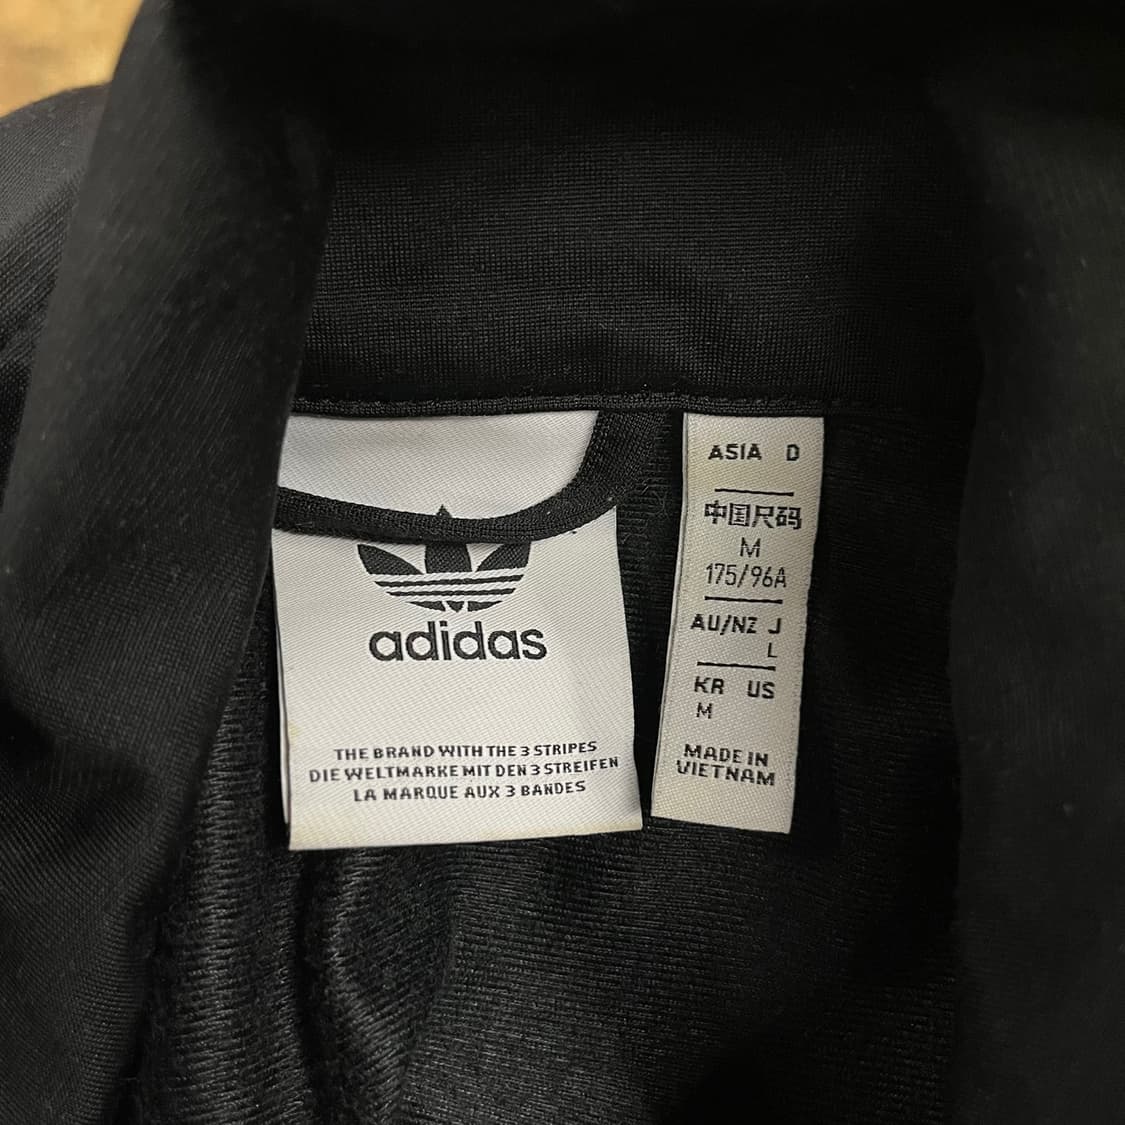 adidas
THE BRAND WITH THE 3 STRIPES
DIE WELTMARKE MIT DEN 3 STREIFEN
LA MARQUE AUX 3 BANDES
ASIA D
中国尺码
M
175/96A
AU/NZ J
L
KR US
M
MADE IN
VIETNAM